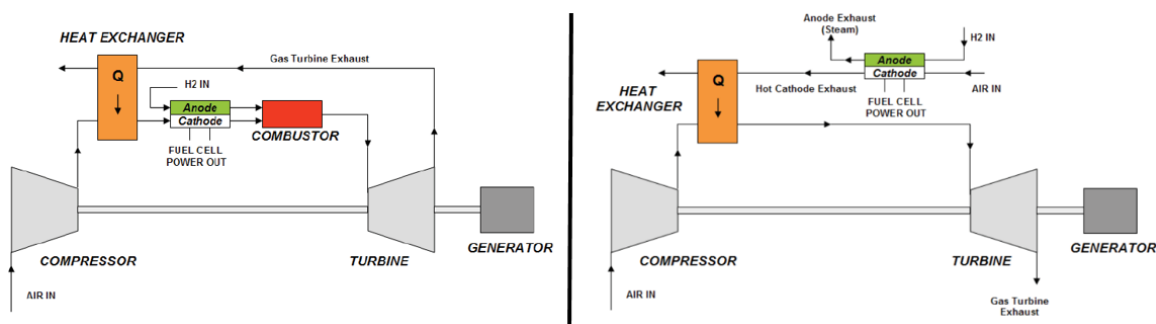 HEAT EXCHANGER
Gas Turbine Exhaust
Q
H2 IN
Anode
Cathode
COMBUSTOR
FUEL CELL
POWER OUT
GENERATOR
COMPRESSOR
TURBINE
AIR IN
Anode Exhaust
(Steam)
H2 IN
Anode
Cathode
Q
HEAT
EXCHANGER
Hot Cathode Exhaust
AIR IN
FUEL CELL
POWER OUT
GENERATOR
COMPRESSOR
TURBINE
AIR IN
Gas Turbine
Exhaust